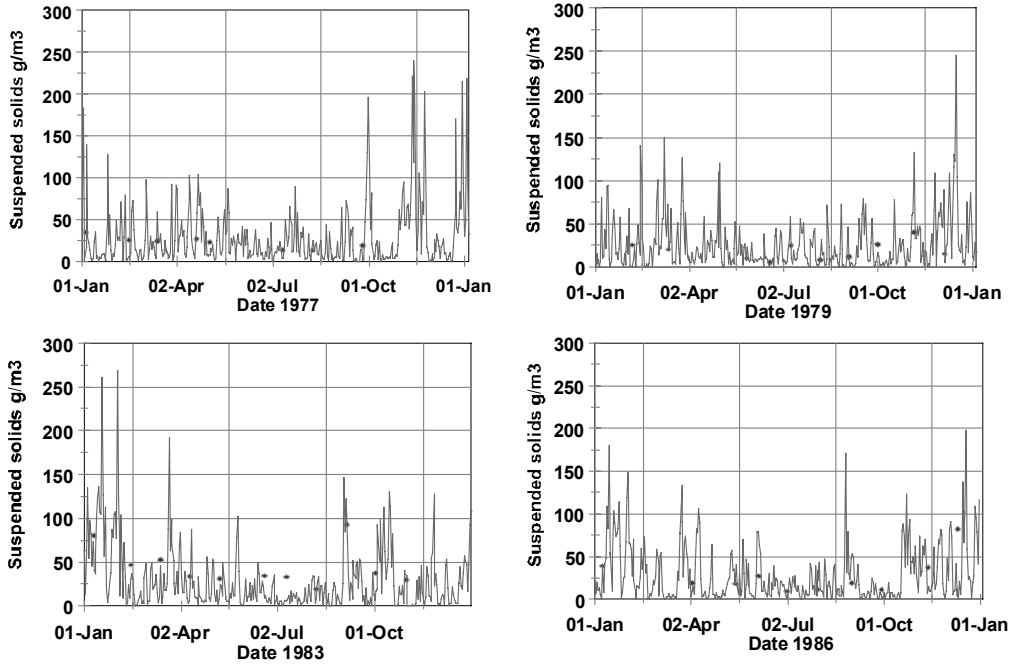 300
250
200
150
100
50
0
Suspended solids g/m3
01-Jan 02-Apr 02-Jul 01-Oct 01-Jan
Date 1977
300
250
200
150
100
50
0
Suspended solids g/m3
01-Jan 02-Apr 02-Jul 01-Oct 01-Jan
Date 1979
300
250
200
150
100
50
0
Suspended solids g/m3
01-Jan 02-Apr 02-Jul 01-Oct
Date 1983
300
250
200
150
100
50
0
Suspended solids g/m3
01-Jan 02-Apr 02-Jul 01-Oct 01-Jan
Date 1986